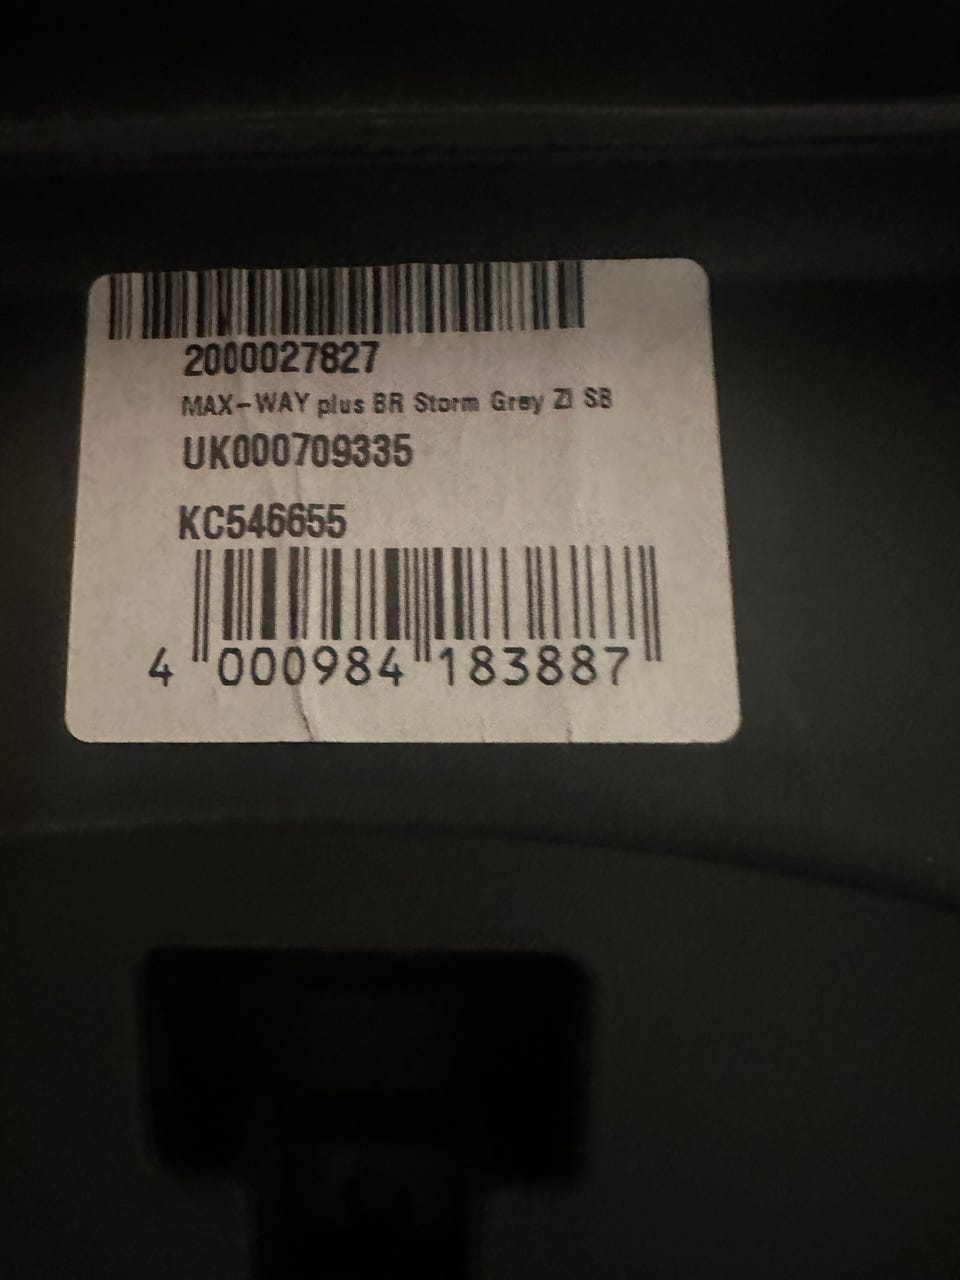 2000027827
MAX-WAY plus BR Storm Grey ZI SB
UK000709335
KC546655
4 000984 183887